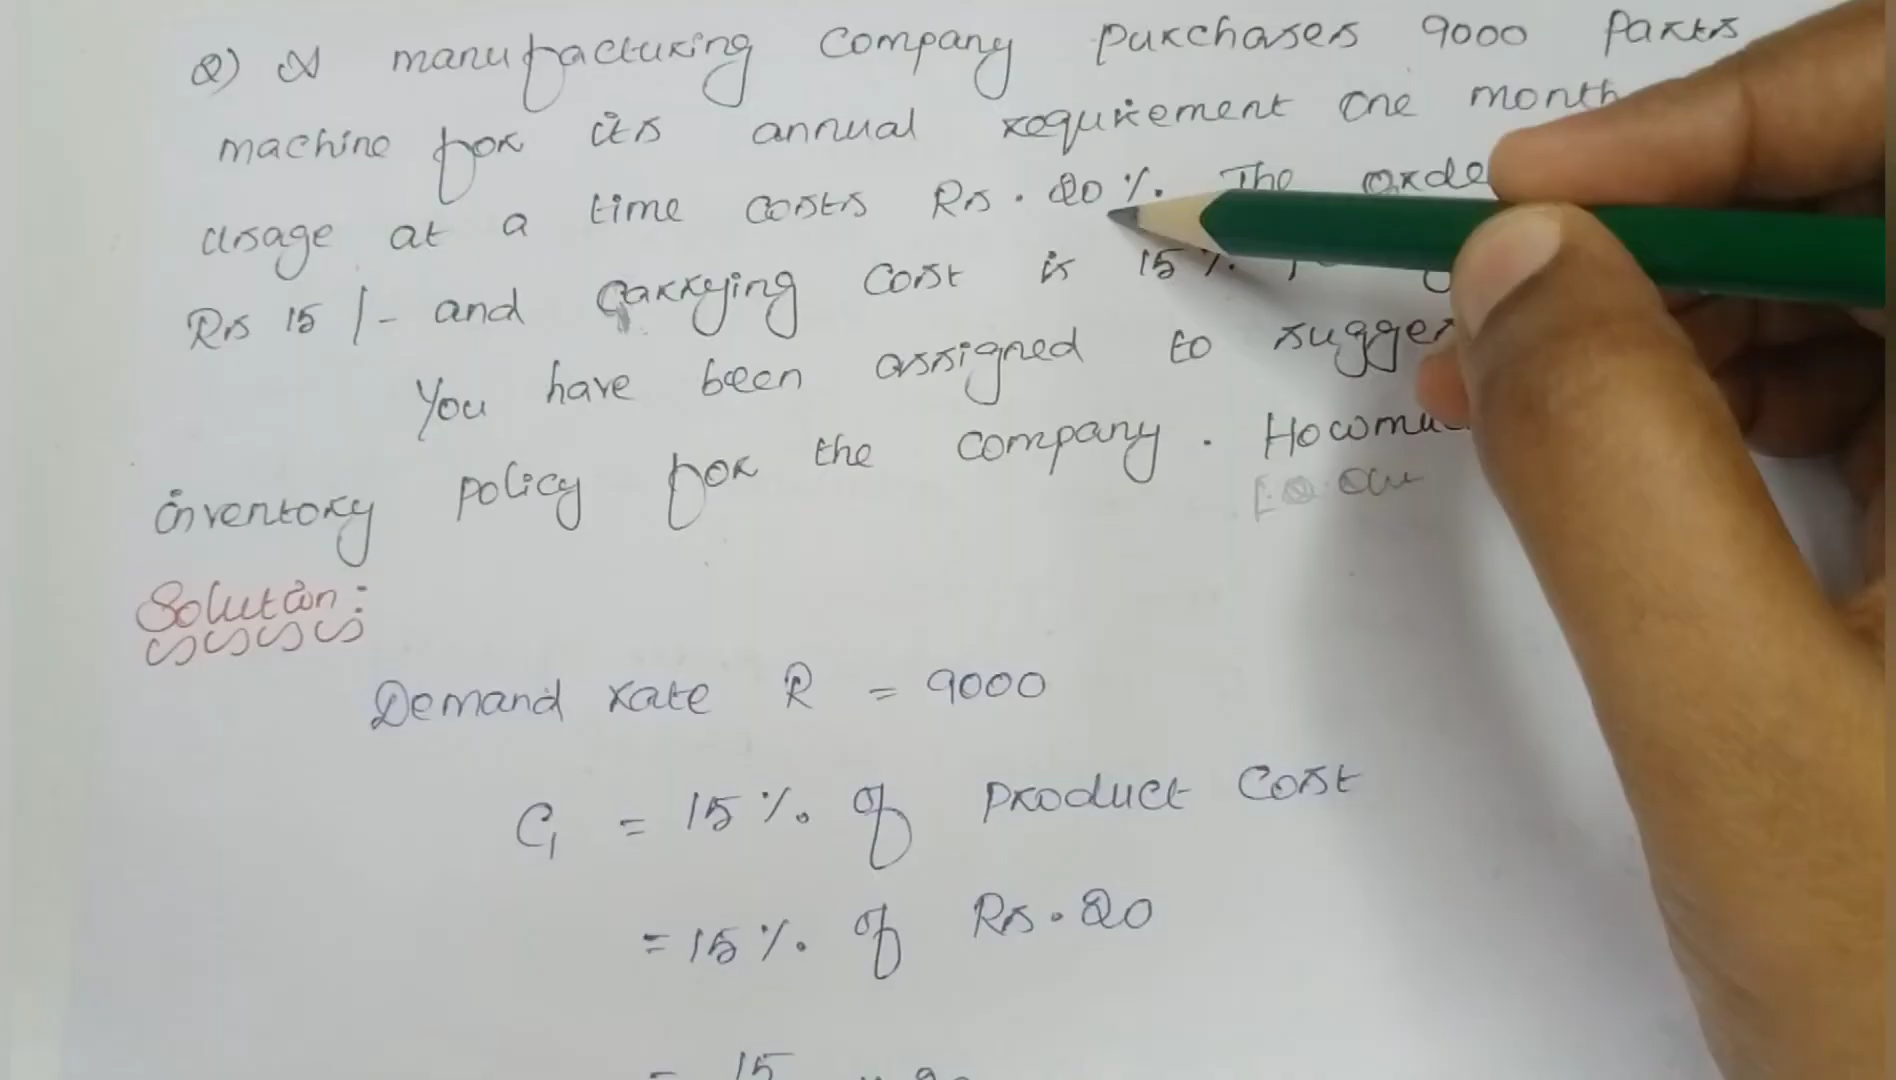 Q) A manufacturing company purchases 9000 parts
machine for its annual requirement one month
usage at a time costs Rs. 20%. The
Rs 15/- and carrying cost is 15%.
You have been assigned to
inventory policy for the company.
Solution:
Demand rate R = 9000
C1 = 15%. of product cost
= 15%. of Rs. 20
= 15